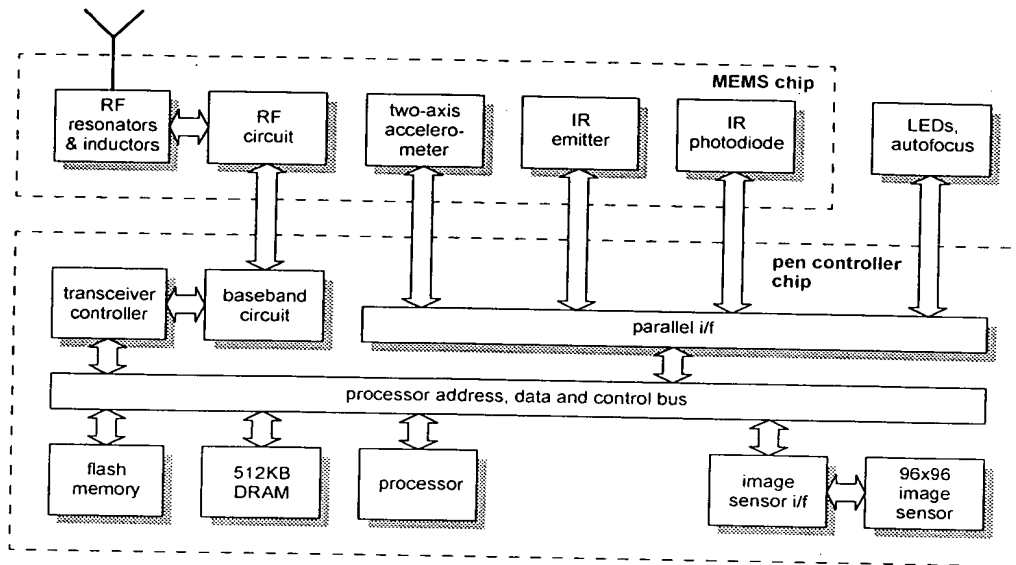 MEMS chip
RF
resonators
& inductors
RF
circuit
two-axis
accelero-
meter
IR
emitter
IR
photodiode
LEDs,
autofocus
pen controller
chip
transceiver
controller
baseband
circuit
parallel i/f
processor address, data and control bus
flash
memory
512KB
DRAM
processor
image
sensor i/f
96x96
image
sensor